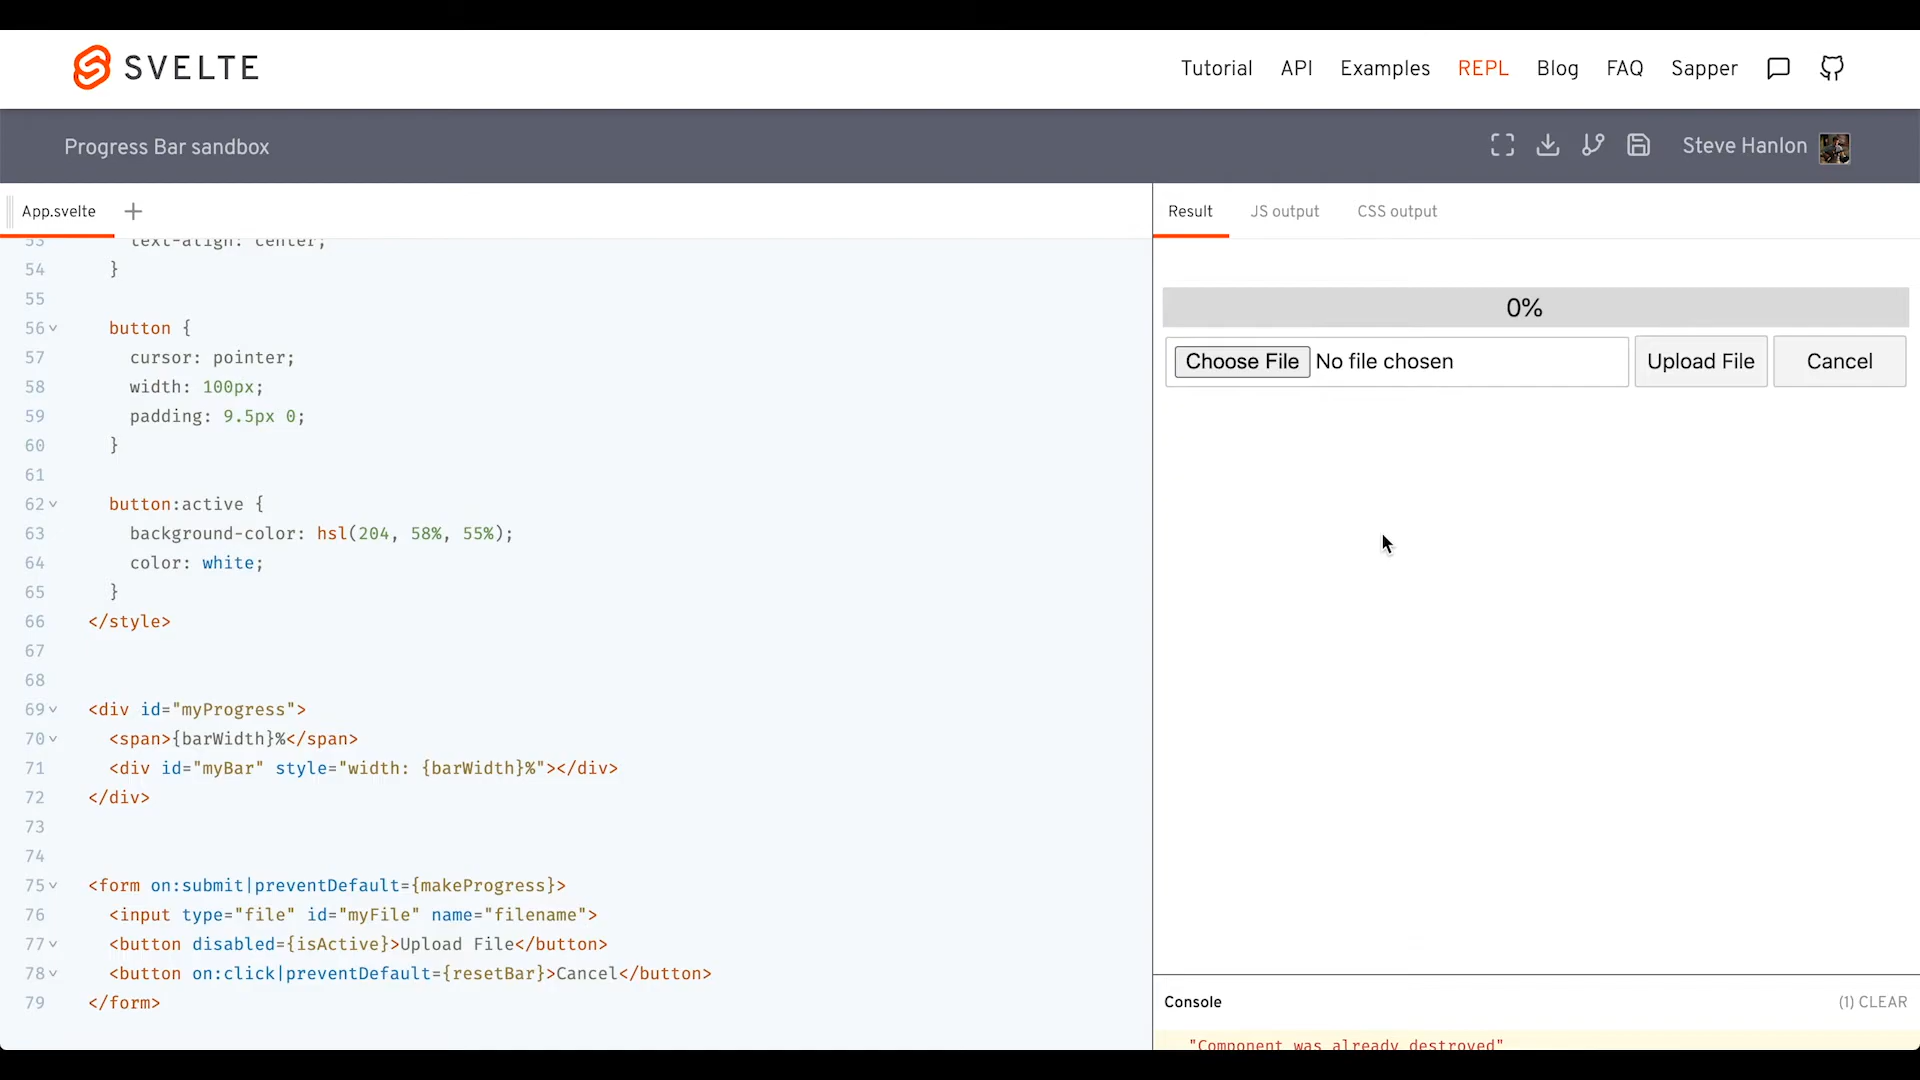 SVELTE
Tutorial API Examples REPL Blog FAQ Sapper
Progress Bar sandbox
Steve Hanlon
App.svelte +
53 text-align: center;
54 }
55
56 button {
57 cursor: pointer;
58 width: 100px;
59 padding: 9.5px 0;
60 }
61
62 button:active {
63 background-color: hsl(204, 58%, 55%);
64 color: white;
65 }
66 </style>
67
68
69 <div id="myProgress">
70 <span>{barWidth}%</span>
71 <div id="myBar" style="width: {barWidth}%"></div>
72 </div>
73
74
75 <form on:submit|preventDefault={makeProgress}>
76 <input type="file" id="myFile" name="filename">
77 <button disabled={isActive}>Upload File</button>
78 <button on:click|preventDefault={resetBar}>Cancel</button>
79 </form>
Result JS output CSS output
0%
Choose File No file chosen Upload File Cancel
Console (1) CLEAR
"Component was already destroyed"